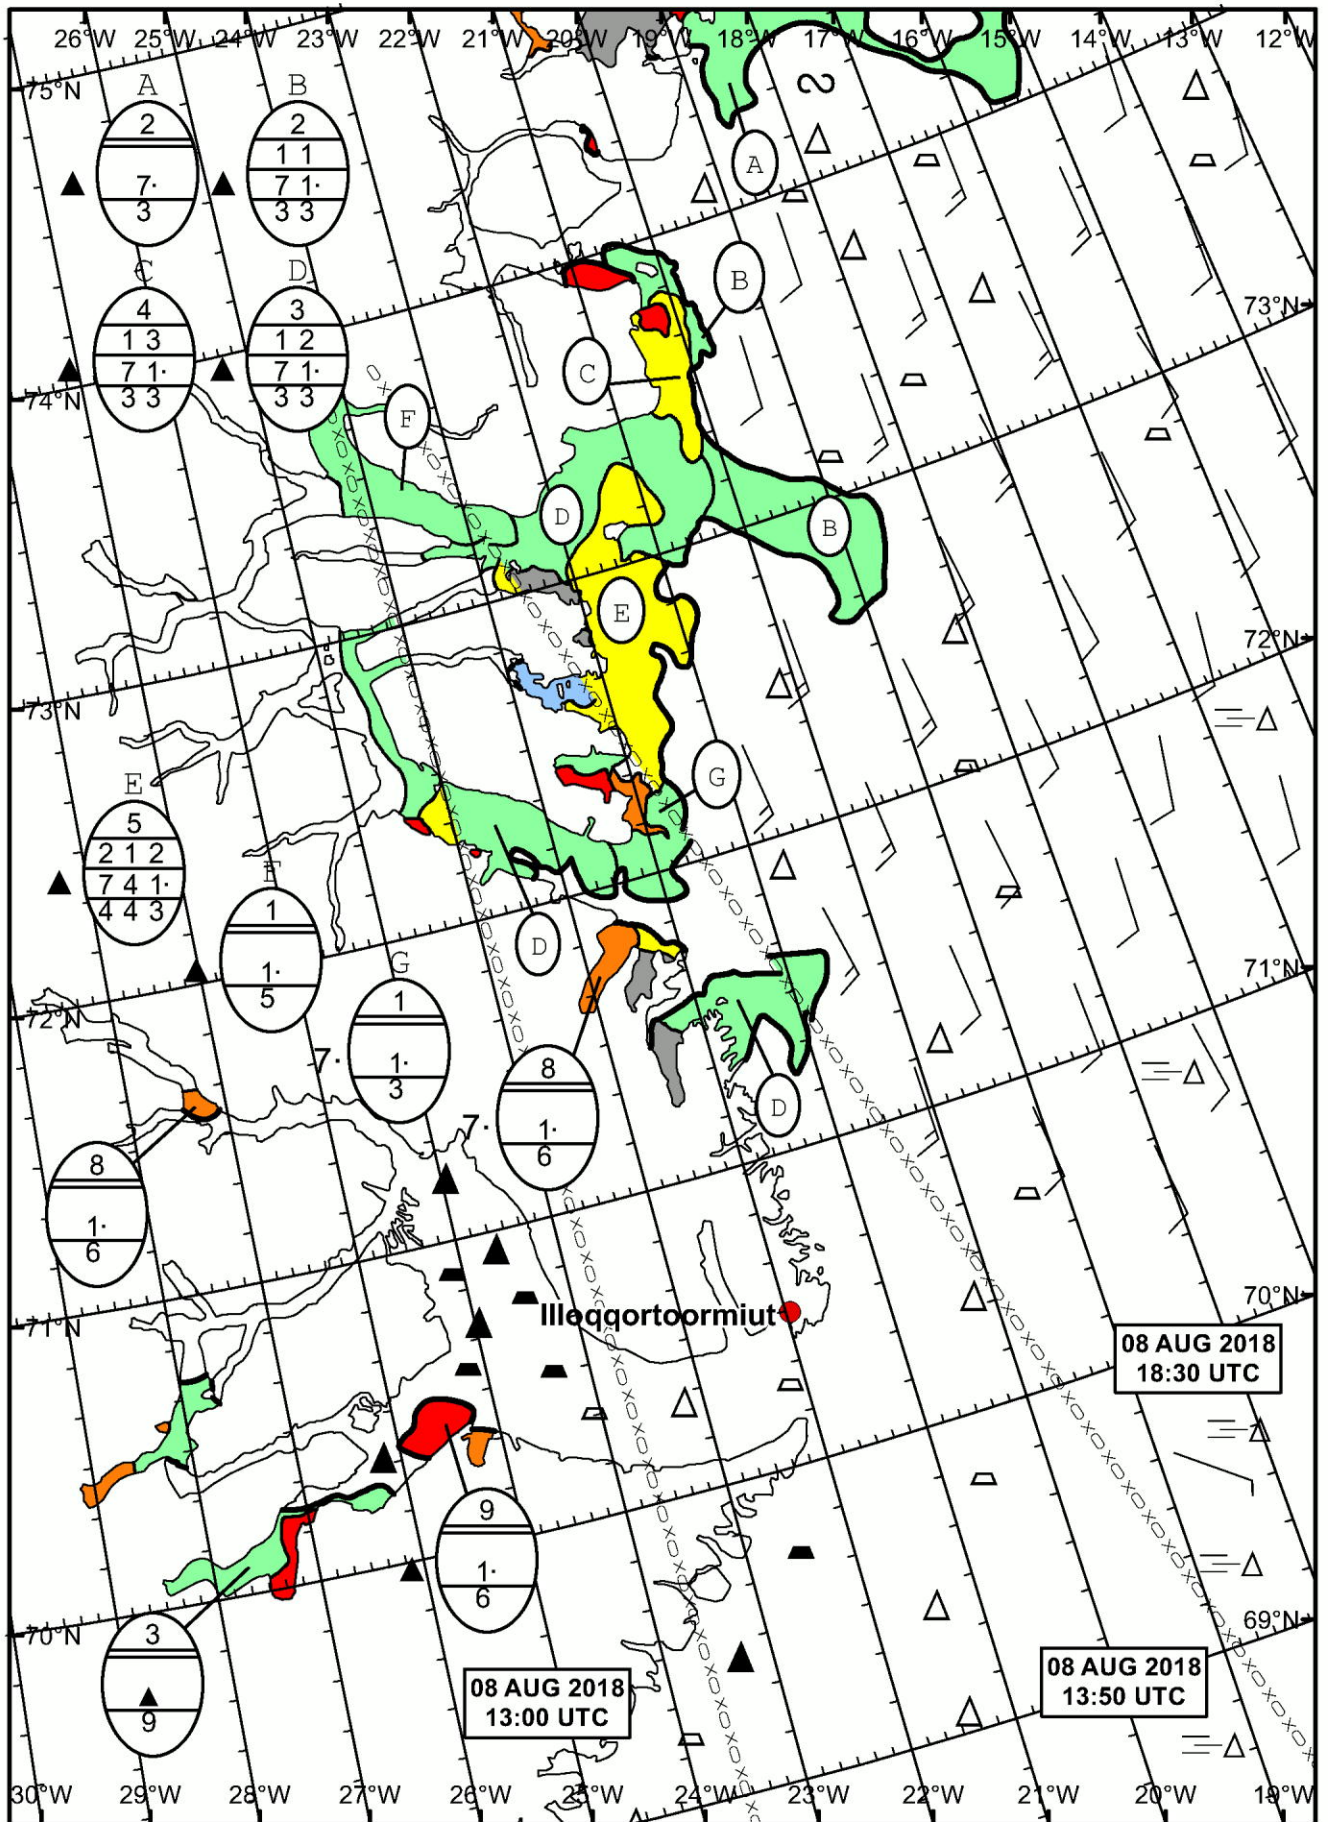 26°W 25°W 24°W 23°W 22°W 21°W 20°W 19°W 18°W 17°W 16°W 15°W 14°W 13°W 12°W
75°N
A B
2 2
1 1
7· 7 1·
3 3 3
A
C D
B
73°N
4 3
1 3 1 2
7 1· 7 1·
3 3 3 3
C
74°N
F
D
B
E
72°N
73°N
G
E
5
2 1 2
7 4 1·
4 4 3
F
1
1·
5
D
71°N
G
1
7· 1·
3
72°N
8
7· 1·
6
D
8
1·
6
70°N
71°N
Illeqqortoormiut
08 AUG 2018
18:30 UTC
9
1·
6
70°N
69°N
3
9
08 AUG 2018
13:00 UTC
08 AUG 2018
13:50 UTC
30°W 29°W 28°W 27°W 26°W 25°W 24°W 23°W 22°W 21°W 20°W 19°W